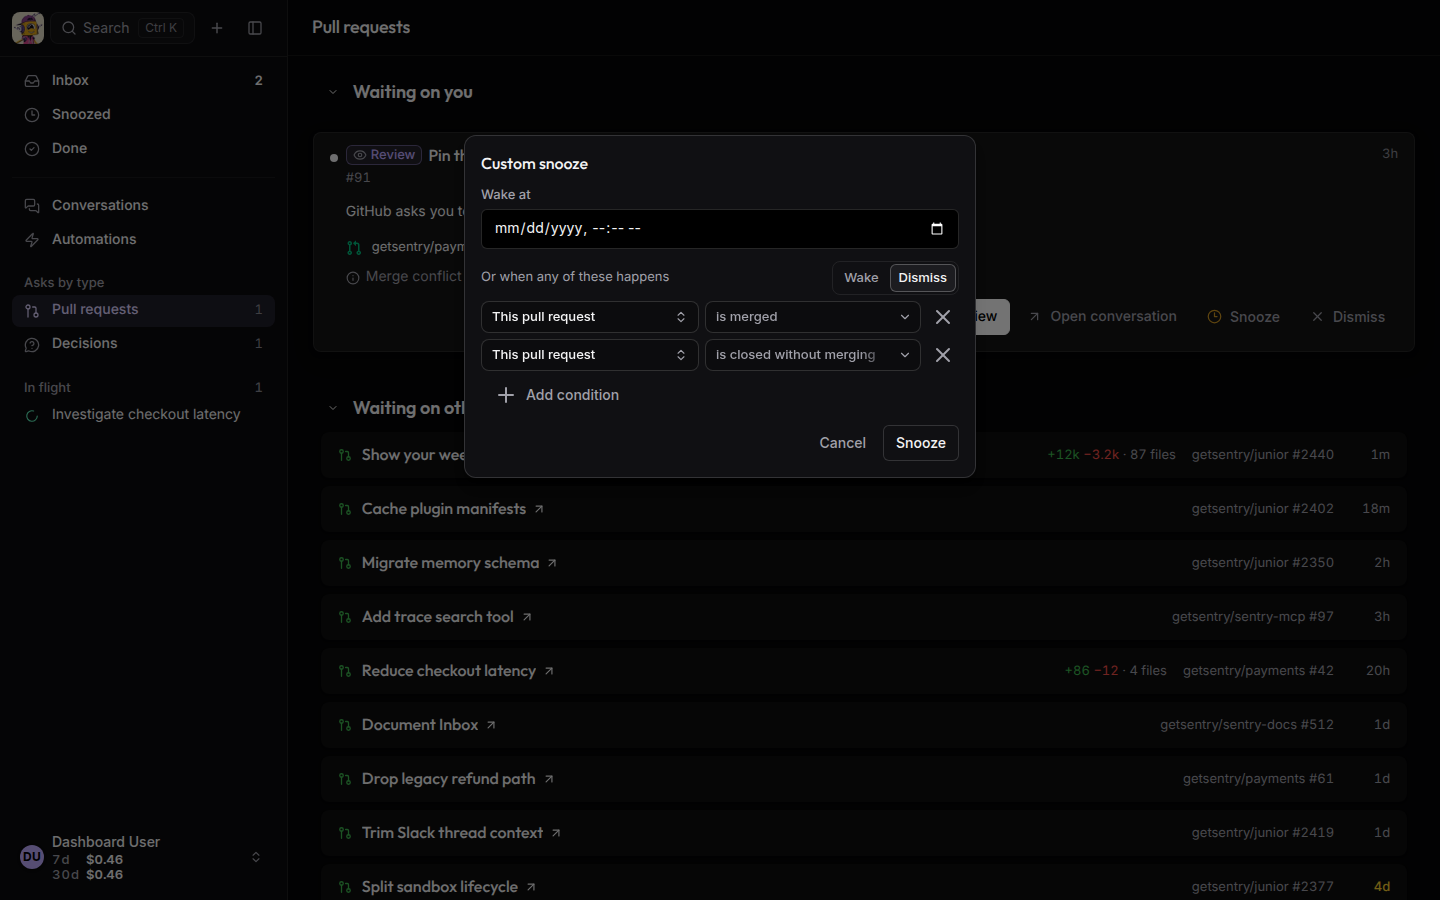 Search Ctrl K
Inbox 2
Snoozed
Done
Conversations
Automations
Asks by type
Pull requests 1
Decisions 1
In flight 1
Investigate checkout latency
Dashboard User
DU
7d $0.46
30d $0.46
Pull requests
Waiting on you
Review Pin th 3h
#91
GitHub asks you t
getsentry/paym
Merge conflict
iew Open conversation Snooze Dismiss
Custom snooze
Wake at
mm/dd/yyyy, --:-- --
Or when any of these happens Wake Dismiss
This pull request is merged
This pull request is closed without merging
Add condition
Cancel Snooze
Waiting on oth
Show your wee +12k −3.2k · 87 files getsentry/junior #2440 1m
Cache plugin manifests getsentry/junior #2402 18m
Migrate memory schema getsentry/junior #2350 2h
Add trace search tool getsentry/sentry-mcp #97 3h
Reduce checkout latency +86 −12 · 4 files getsentry/payments #42 20h
Document Inbox getsentry/sentry-docs #512 1d
Drop legacy refund path getsentry/payments #61 1d
Trim Slack thread context getsentry/junior #2419 1d
Split sandbox lifecycle getsentry/junior #2377 4d